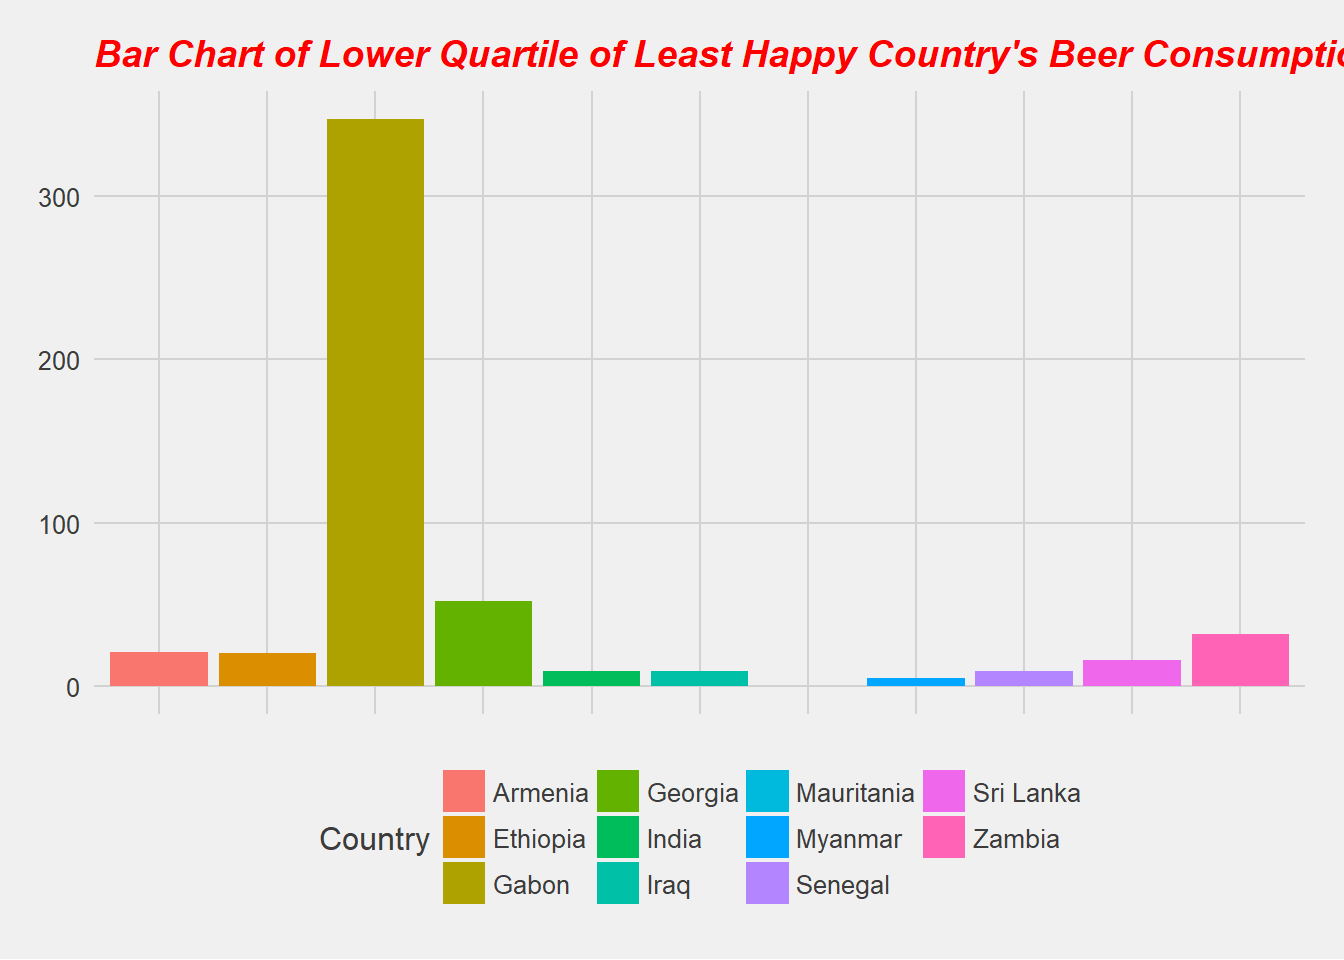 Bar Chart of Lower Quartile of Least Happy Country's Beer Consumptio
300
200
100
0
Country
Armenia Georgia Mauritania Sri Lanka
Ethiopia India Myanmar Zambia
Gabon Iraq Senegal